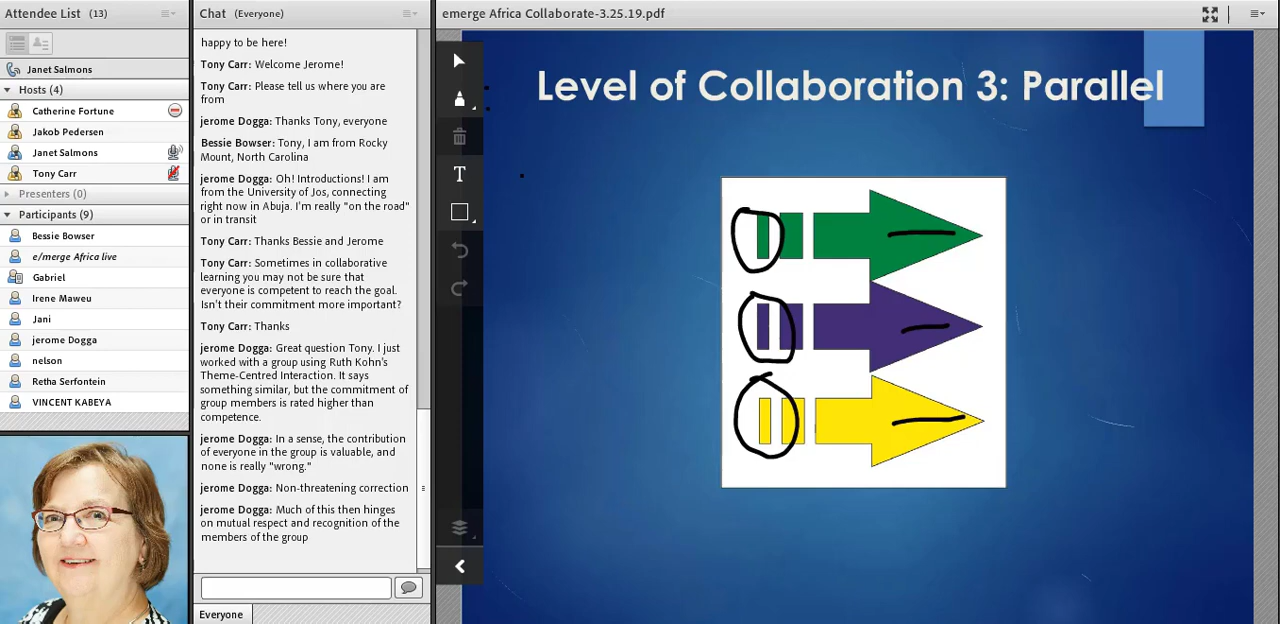 Attendee List (13)
Janet Salmons
Hosts (4)
Catherine Fortune
Jakob Pedersen
Janet Salmons
Tony Carr
Presenters (0)
Participants (9)
Bessie Bowser
e/merge Africa live
Gabriel
Irene Maweu
Jani
jerome Dogga
nelson
Retha Serfontein
VINCENT KABEYA
Chat (Everyone)
happy to be here!
Tony Carr: Welcome Jerome!
Tony Carr: Please tell us where you are
from
jerome Dogga: Thanks Tony, everyone
Bessie Bowser: Tony, I am from Rocky
Mount, North Carolina
jerome Dogga: Oh! Introductions! I am
from the University of Jos, connecting
right now in Abuja. I'm really "on the road"
or in transit
Tony Carr: Thanks Bessie and Jerome
Tony Carr: Sometimes in collaborative
learning you may not be sure that
everyone is competent to reach the goal.
Isn't their commitment more important?
Tony Carr: Thanks
jerome Dogga: Great question Tony. I just
worked with a group using Ruth Kohn's
Theme-Centred Interaction. It says
something similar, but the commitment of
group members is rated higher than
competence.
jerome Dogga: In a sense, the contribution
of everyone in the group is valuable, and
none is really "wrong."
jerome Dogga: Non-threatening correction
jerome Dogga: Much of this then hinges
on mutual respect and recognition of the
members of the group
Everyone
emerge Africa Collaborate-3.25.19.pdf
T
Level of Collaboration 3: Parallel